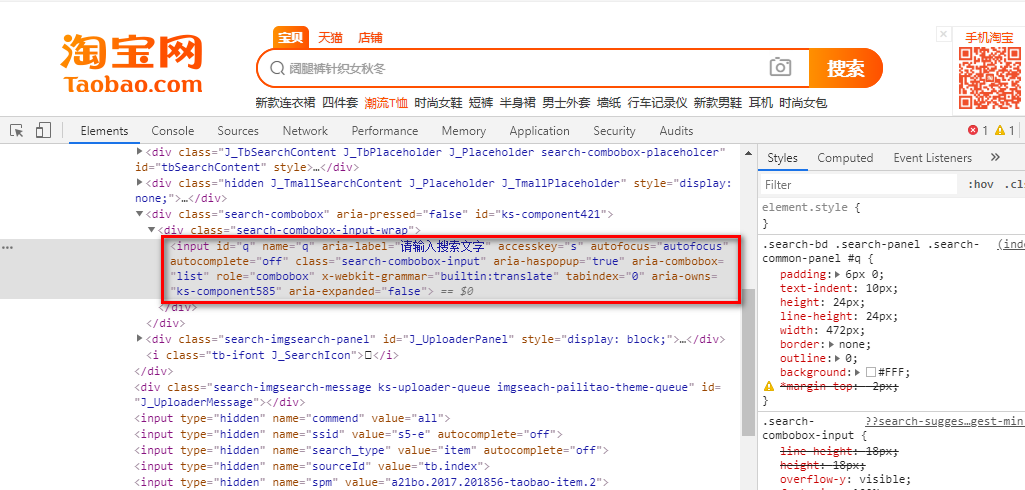 宝贝 天猫 店铺
手机淘宝
淘宝网
Taobao.com
阔腿裤针织女秋冬
搜索
新款连衣裙 四件套 潮流T恤 时尚女鞋 短裤 半身裙 男士外套 墙纸 行车记录仪 新款男鞋 耳机 时尚女包
Elements Console Sources Network Performance Memory Application Security Audits 1 1
<div class="J_TbSearchContent J_TbPlaceholder J_Placeholder search-combobox-placeholcer"
id="tbSearchContent" style>…</div>
<div class="hidden J_TmallSearchContent J_Placeholder J_TmallPlaceholder" style="display:
none;">…</div>
<div class="search-combobox" aria-pressed="false" id="ks-component421">
<div class="search-combobox-input-wrap">
<input id="q" name="q" aria-label="请输入搜索文字" accesskey="s" autofocus="autofocus"
autocomplete="off" class="search-combobox-input" aria-haspopup="true" aria-combobox=
"list" role="combobox" x-webkit-grammar="builtin:translate" tabindex="0" aria-owns=
"ks-component585" aria-expanded="false"> == $0
</div>
</div>
<div class="search-imgsearch-panel" id="J_UploaderPanel" style="display: block;">…</div>
<i class="tb-ifont J_SearchIcon"></i>
</div>
<div class="search-imgsearch-message ks-uploader-queue imgseach-pailitao-theme-queue" id=
"J_UploaderMessage"></div>
<input type="hidden" name="commend" value="all">
<input type="hidden" name="ssid" value="s5-e" autocomplete="off">
<input type="hidden" name="search_type" value="item" autocomplete="off">
<input type="hidden" name="sourceId" value="tb.index">
<input type="hidden" name="spm" value="a21bo.2017.201856-taobao-item.2">
Styles Computed Event Listeners »
Filter :hov .cls
element.style {
}
.search-bd .search-panel .search- (inde
common-panel #q {
padding: 6px 0;
text-indent: 10px;
height: 24px;
line-height: 24px;
width: 472px;
border: none;
outline: 0;
background: #FFF;
*margin-top: -2px;
}
.search- ??search-sugges…gest-min
combobox-input {
line-height: 18px;
height: 18px;
overflow-y: visible;